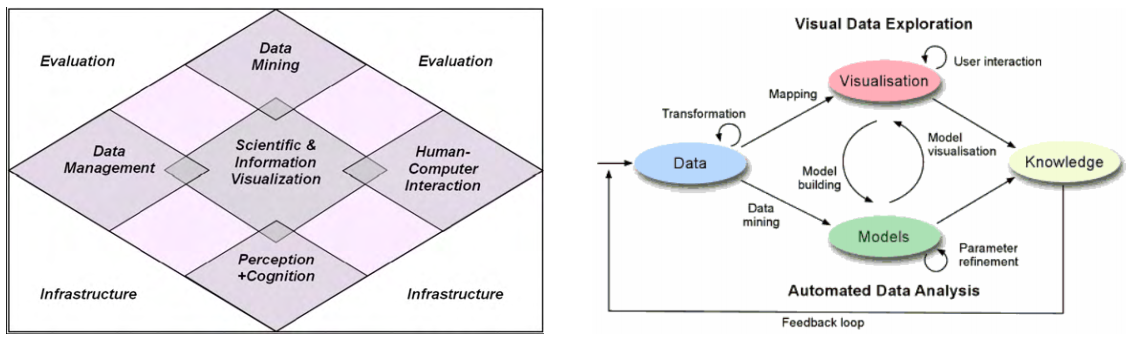 Evaluation
Data
Mining
Evaluation
Data
Management
Scientific &
Information
Visualization
Human-
Computer
Interaction
Perception
+Cognition
Infrastructure
Infrastructure
Visual Data Exploration
User interaction
Visualisation
Mapping
Transformation
Data
Model
building
Model
visualisation
Knowledge
Data
mining
Models
Parameter
refinement
Automated Data Analysis
Feedback loop